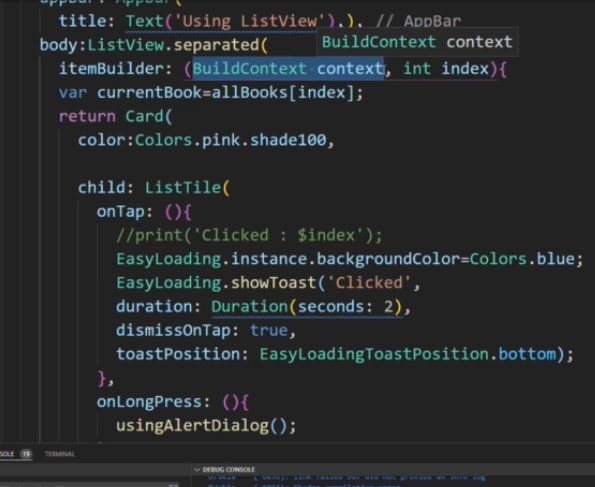 appBar: AppBar(
title: Text('Using ListView'),), // AppBar
body:ListView.separated(
BuildContext context
itemBuilder: (BuildContext context, int index){
var currentBook=allBooks[index];
return Card(
color:Colors.pink.shade100,
child: ListTile(
onTap: (){
//print('Clicked : $index');
EasyLoading.instance.backgroundColor=Colors.blue;
EasyLoading.showToast('Clicked',
duration: Duration(seconds: 2),
dismissOnTap: true,
toastPosition: EasyLoadingToastPosition.bottom);
},
onLongPress: (){
usingAlertDialog();
SOLE 19 TERMINAL
DEBUG CONSOLE